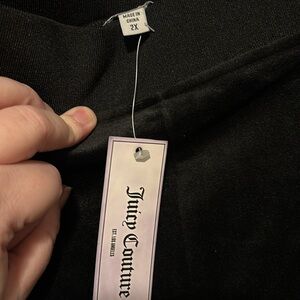 MADE IN
CHINA
2X
Juicy Couture
EST. LOS ANGELES